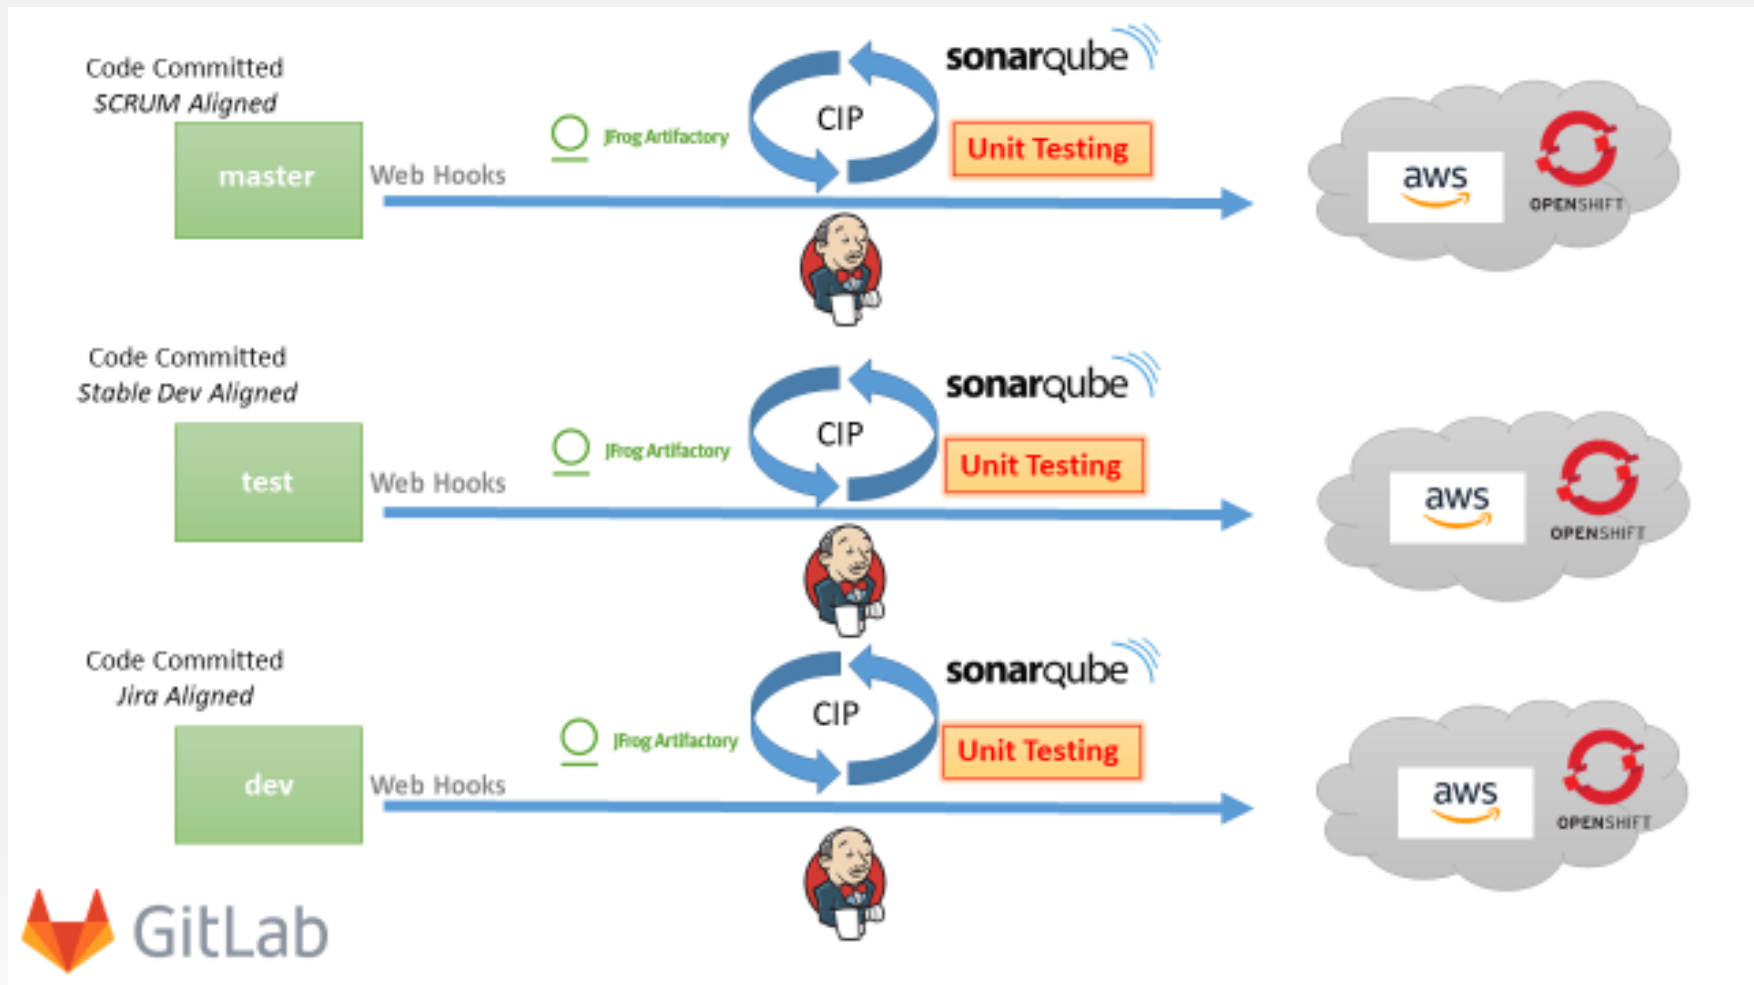 Code Committed
SCRUM Aligned
master
Web Hooks
JFrog Artifactory
CIP
sonarqube
Unit Testing
aws
OPENSHIFT
Code Committed
Stable Dev Aligned
test
Web Hooks
JFrog Artifactory
CIP
sonarqube
Unit Testing
aws
OPENSHIFT
Code Committed
Jira Aligned
dev
Web Hooks
JFrog Artifactory
CIP
sonarqube
Unit Testing
aws
OPENSHIFT
GitLab